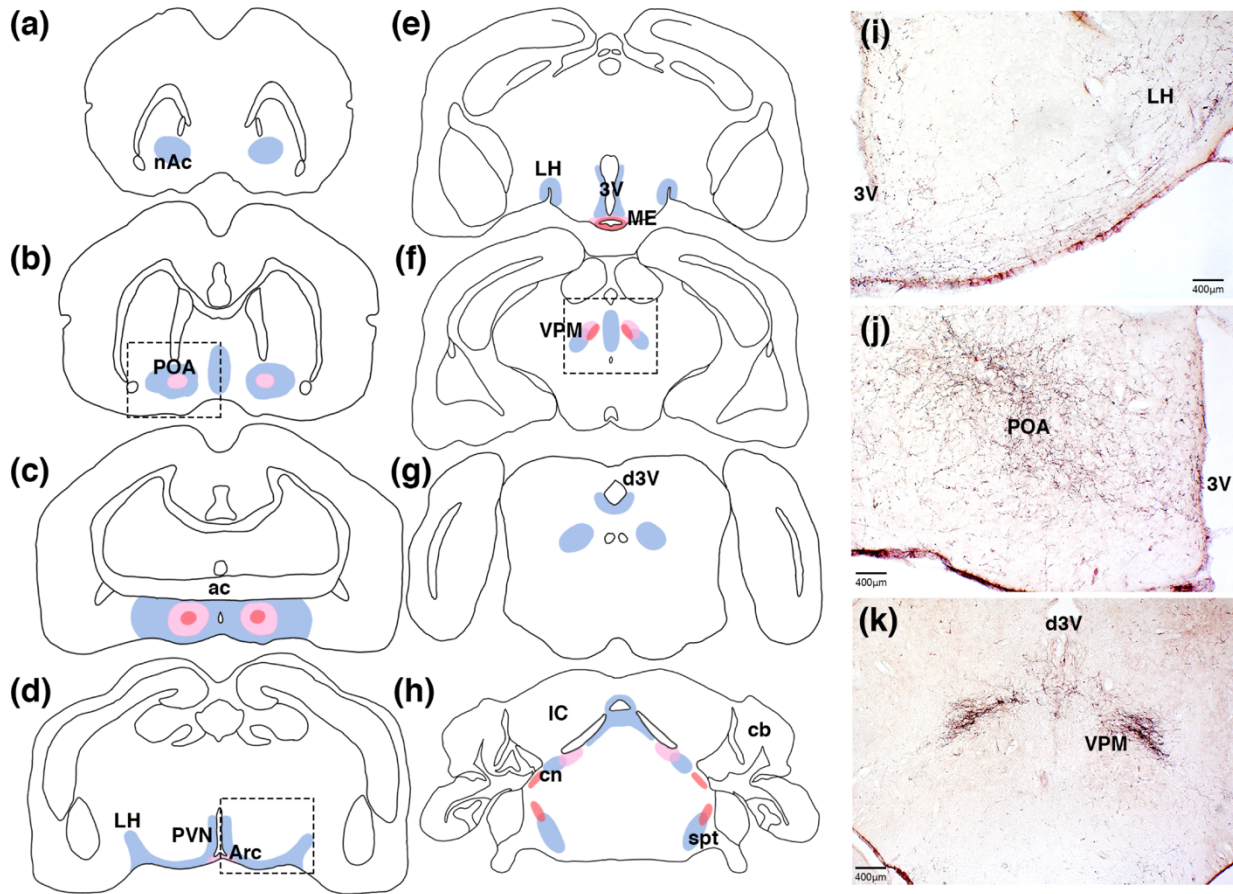 (a)
nAc
(b)
POA
(c)
ac
(d)
LH
PVN
Arc
(e)
LH
3V
ME
(f)
VPM
(g)
d3V
(h)
IC
cb
cn
spt
(i)
LH
3V
400µm
(j)
POA
3V
400µm
(k)
d3V
VPM
400µm